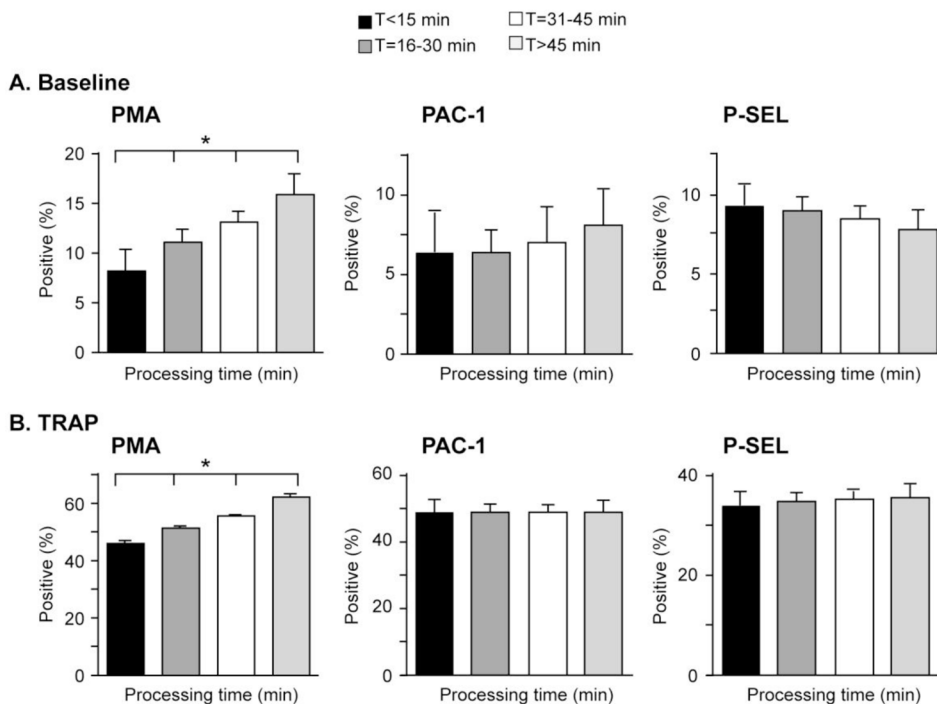 T<15 min
T=31-45 min
T=16-30 min
T>45 min
A. Baseline
PMA
*
20
15
10
5
0
Positive (%)
Processing time (min)
PAC-1
10
5
0
Positive (%)
Processing time (min)
P-SEL
10
5
0
Positive (%)
Processing time (min)
B. TRAP
PMA
*
60
40
60
0
Positive (%)
Processing time (min)
PAC-1
60
40
50
0
Positive (%)
Processing time (min)
P-SEL
40
20
0
Positive (%)
Processing time (min)